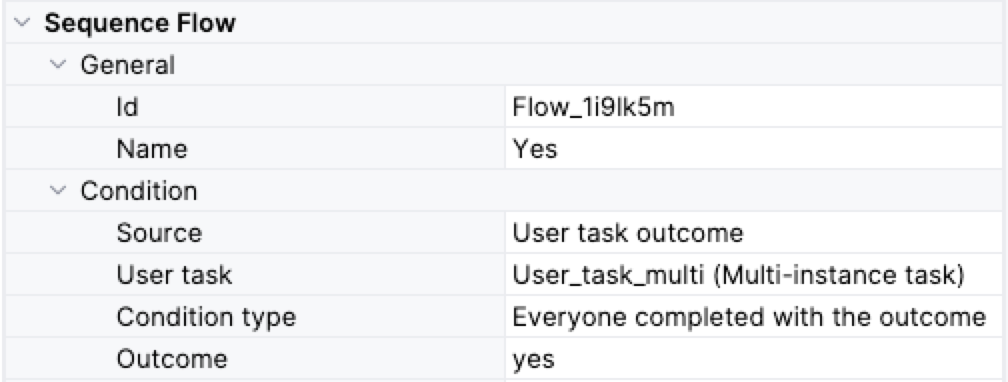 Sequence Flow
General
Id Flow_1i9lk5m
Name Yes
Condition
Source User task outcome
User task User_task_multi (Multi-instance task)
Condition type Everyone completed with the outcome
Outcome yes